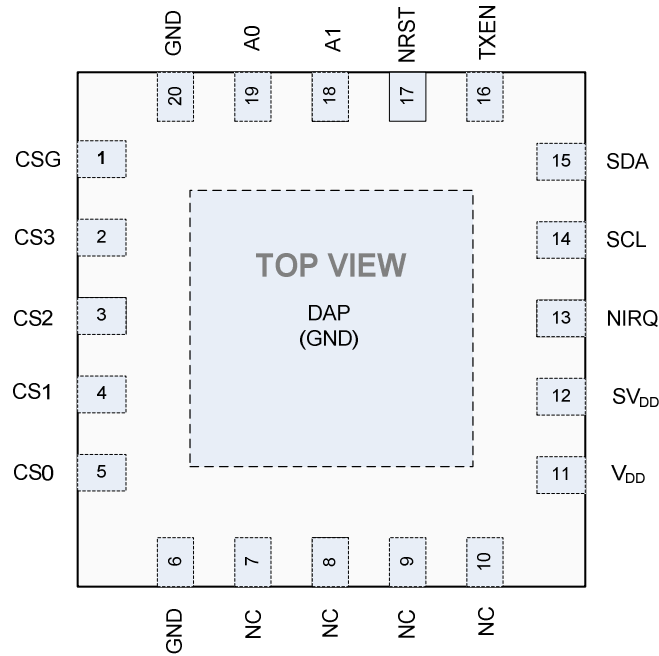 GND A0 A1 NRST TXEN
20 19 18 17 16
CSG 1 15 SDA
CS3 2 14 SCL
TOP VIEW
DAP
(GND)
CS2 3 13 NIRQ
CS1 4 12 SVDD
CS0 5 11 VDD
6 7 8 9 10
GND NC NC NC NC